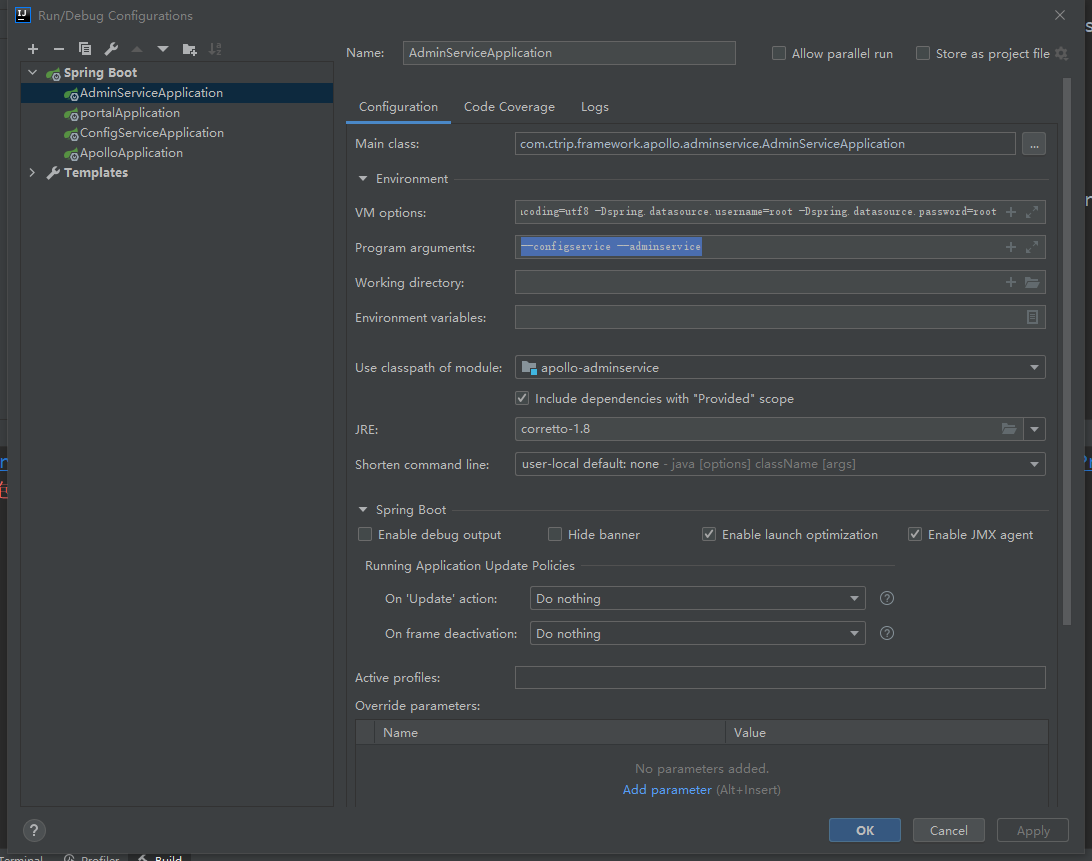 Run/Debug Configurations
Name: AdminServiceApplication Allow parallel run Store as project file
Spring Boot
AdminServiceApplication
portalApplication
ConfigServiceApplication
ApolloApplication
Templates
Configuration Code Coverage Logs
Main class: com.ctrip.framework.apollo.adminservice.AdminServiceApplication ...
Environment
VM options: coding=utf8 -Dspring.datasource.username=root -Dspring.datasource.password=root
Program arguments: --configservice --adminservice
Working directory:
Environment variables:
Use classpath of module: apollo-adminservice
Include dependencies with "Provided" scope
JRE: corretto-1.8
Shorten command line: user-local default: none - java [options] className [args]
Spring Boot
Enable debug output Hide banner Enable launch optimization Enable JMX agent
Running Application Update Policies
On 'Update' action: Do nothing ?
On frame deactivation: Do nothing ?
Active profiles:
Override parameters:
Name Value
No parameters added.
Add parameter (Alt+Insert)
? OK Cancel Apply
Terminal Profiler Build